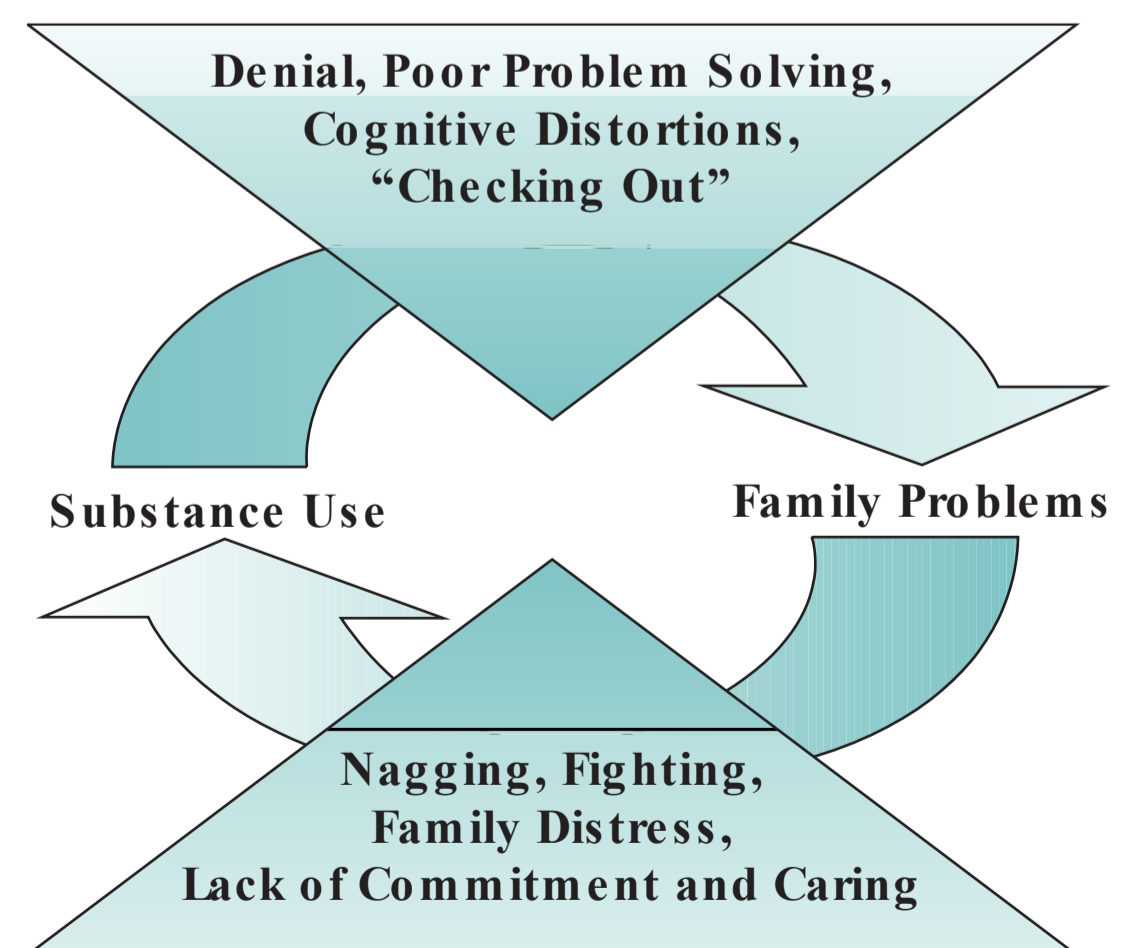 Denial, Poor Problem Solving,
Cognitive Distortions,
“Checking Out”
Substance Use
Family Problems
Nagging, Fighting,
Family Distress,
Lack of Commitment and Caring